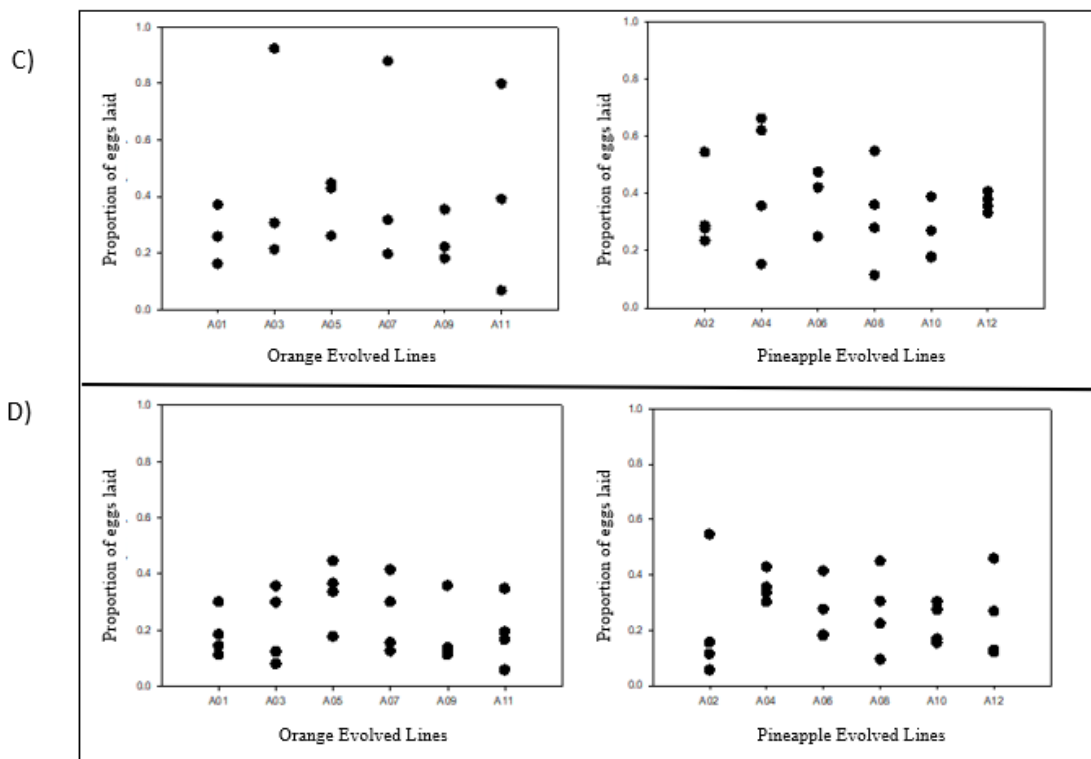 C)
Proportion of eggs laid
1.0
0.8
0.6
0.4
0.2
0.0
A01 A03 A05 A07 A09 A11
Orange Evolved Lines
Proportion of eggs laid
1.0
0.8
0.6
0.4
0.2
0.0
A02 A04 A06 A08 A10 A12
Pineapple Evolved Lines
D)
Proportion of eggs laid
1.0
0.8
0.6
0.4
0.2
0.0
A01 A03 A05 A07 A09 A11
Orange Evolved Lines
Proportion of eggs laid
1.0
0.8
0.6
0.4
0.2
0.0
A02 A04 A06 A08 A10 A12
Pineapple Evolved Lines